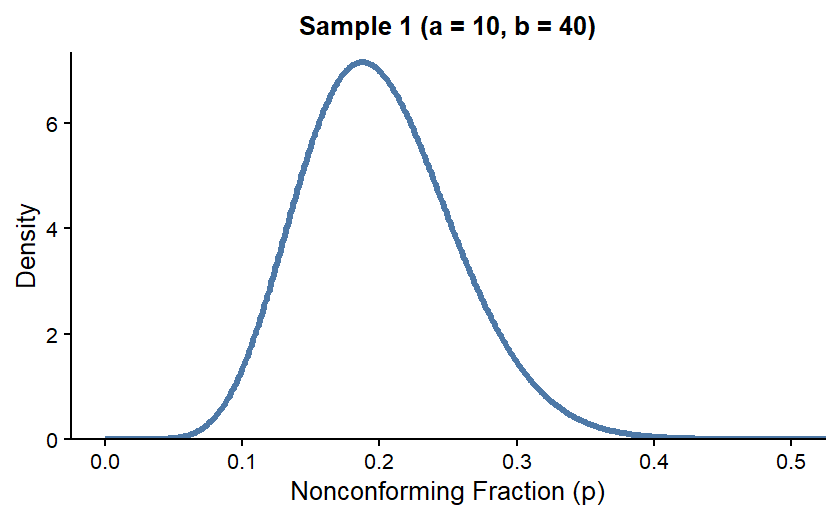 Sample 1 (a = 10, b = 40)
Density
6
4
2
0
0.0 0.1 0.2 0.3 0.4 0.5
Nonconforming Fraction (p)